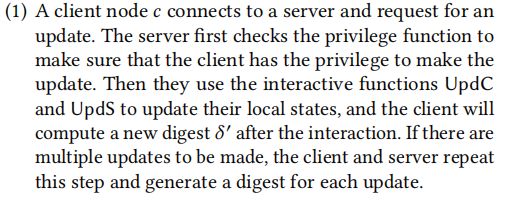 (1) A client node c connects to a server and request for an
update. The server first checks the privilege function to
make sure that the client has the privilege to make the
update. Then they use the interactive functions UpdC
and UpdS to update their local states, and the client will
compute a new digest δ′ after the interaction. If there are
multiple updates to be made, the client and server repeat
this step and generate a digest for each update.